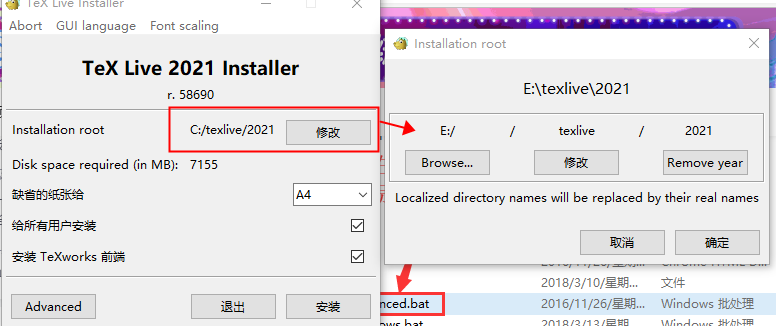 TeX Live Installer
Abort GUI language Font scaling
TeX Live 2021 Installer
r. 58690
Installation root C:/texlive/2021 修改
Disk space required (in MB): 7155
缺省的纸张给 A4
给所有用户安装
安装 TeXworks 前端
Advanced 退出 安装
Installation root
E:\texlive\2021
E:/ / texlive / 2021
Browse... 修改 Remove year
Localized directory names will be replaced by their real names
取消 确定
2018/3/10/星期... 文件
nced.bat 2016/11/26/星期... Windows 批处理
ows.bat 2018/3/13/星期... Windows 批处理